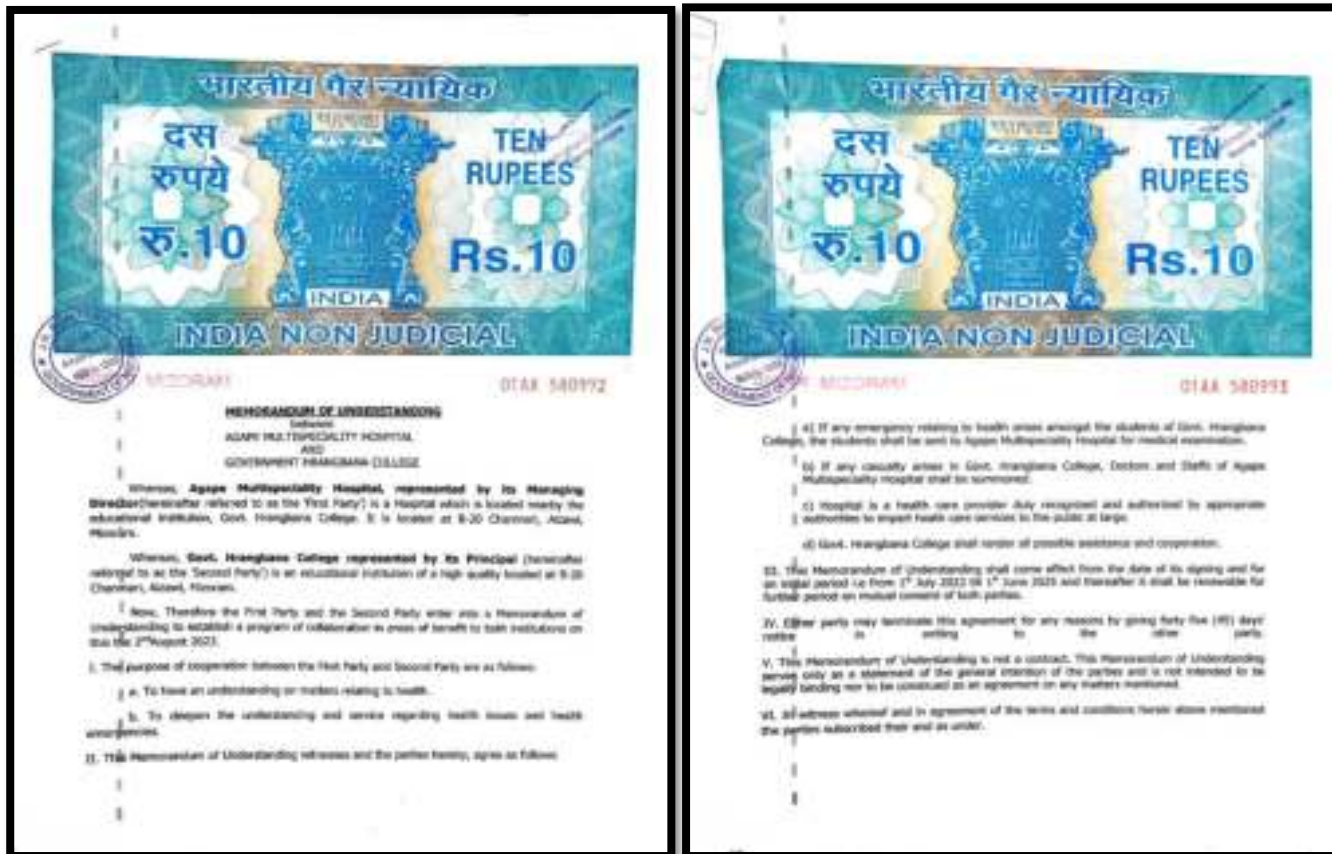 भारतीय गैर न्यायिक
दस
रुपये
रु.10
TEN
RUPEES
Rs.10
INDIA
INDIA NON JUDICIAL
MIZORAM
01AA 580992
MEMORANDUM OF UNDERSTANDING
between
AGAPE MULTISPECIALITY HOSPITAL
AND
GOVERNMENT HRANGBANA COLLEGE
Whereas, Agape Multispeciality Hospital, represented by its Managing
Director(hereinafter referred to as the 'First Party') is a Hospital which is located nearby the
educational institution, Govt. Hrangbana College. It is located at B-20 Chanmari, Aizawl,
Mizoram.
Whereas, Govt. Hrangbana College represented by its Principal (hereinafter
referred to as the 'Second Party') is an educational institution of a high quality located at B-20
Chanmari, Aizawl, Mizoram.
Now, Therefore the First Party and the Second Party enter into a Memorandum of
Understanding to establish a program of collaboration in areas of benefit to both institutions on
this the 2nd August
I. The purpose of cooperation between the First Party and Second Party are as follows:
a. To have an understanding on matters relating to health.
b. To deepen the understanding and service regarding health issues and health
emergencies.
II. This Memorandum of Understanding witnesses and the parties hereby, agree as follows:
भारतीय गैर न्यायिक
दस
रुपये
रु.10
TEN
RUPEES
Rs.10
INDIA
INDIA NON JUDICIAL
MIZORAM
01AA
a) If any emergency relating to health arises amongst the students of Govt. Hrangbana
College, the students shall be sent to Agape Multispeciality Hospital for medical examination.
b) If any casualty arises in Govt. Hrangbana College, Doctors and Staffs of Agape
Multispeciality Hospital shall be summoned.
c) Hospital is a health care provider duly recognized and authorized by appropriate
authorities to impart health care services to the public at large.
d) Govt. Hrangbana College shall render all possible assistance and cooperation.
III. This Memorandum of Understanding shall come effect from the date of its signing and for
an initial period i.e from 1st July till 1st June and thereafter it shall be renewable for
further period on mutual consent of both parties.
IV. Either party may terminate this agreement for any reasons by giving forty five (45) days'
notice in writing to the other party.
V. This Memorandum of Understanding is not a contract. This Memorandum of Understanding
serves only as a statement of the general intention of the parties and is not intended to be
legally binding nor to be construed as an agreement on any matters mentioned.
VI. In witness whereof and in agreement of the terms and conditions herein above mentioned
the parties subscribed their and as under.